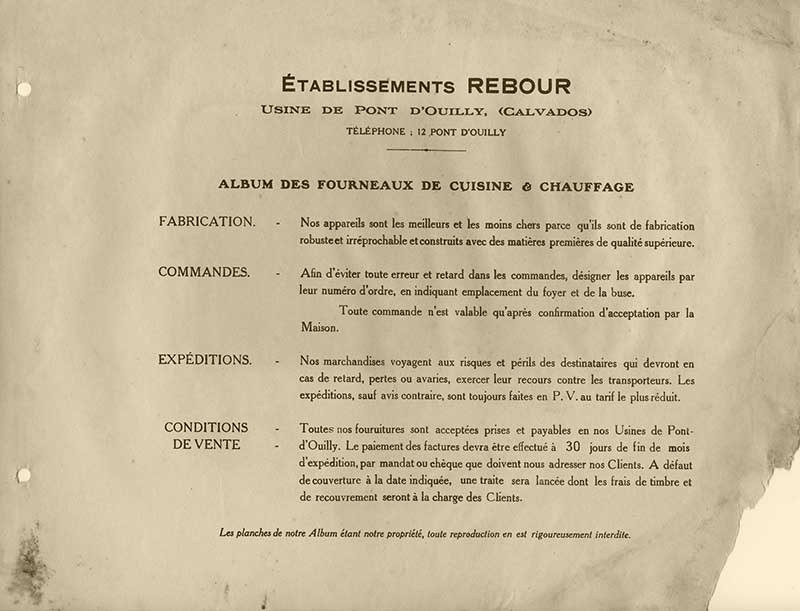 ÉTABLISSEMENTS REBOUR
USINE DE PONT D'OUILLY, (CALVADOS)
TÉLÉPHONE ; 12 PONT D'OUILLY
ALBUM DES FOURNEAUX DE CUISINE & CHAUFFAGE
FABRICATION. - Nos appareils sont les meilleurs et les moins chers parce qu'ils sont de fabrication
robuste et irréprochable et construits avec des matières premières de qualité supérieure.
COMMANDES. - Afin d'éviter toute erreur et retard dans les commandes, désigner les appareils par
leur numéro d'ordre, en indiquant emplacement du foyer et de la buse.
Toute commande n'est valable qu'après confirmation d'acceptation par la
Maison.
EXPÉDITIONS. - Nos marchandises voyagent aux risques et périls des destinataires qui devront en
cas de retard, pertes ou avaries, exercer leur recours contre les transporteurs. Les
expéditions, sauf avis contraire, sont toujours faites en P. V. au tarif le plus réduit.
CONDITIONS - Toutes nos fouruitures sont acceptées prises et payables en nos Usines de Pont-
DE VENTE - d'Ouilly. Le paiement des factures devra être effectué à 30 jours de fin de mois
d'expédition, par mandat ou chèque que doivent nous adresser nos Clients. A défaut
de couverture à la date indiquée, une traite sera lancée dont les frais de timbre et
de recouvrement seront à la charge des Clients.
Les planches de notre Album étant notre propriété, toute reproduction en est rigoureusement interdite.